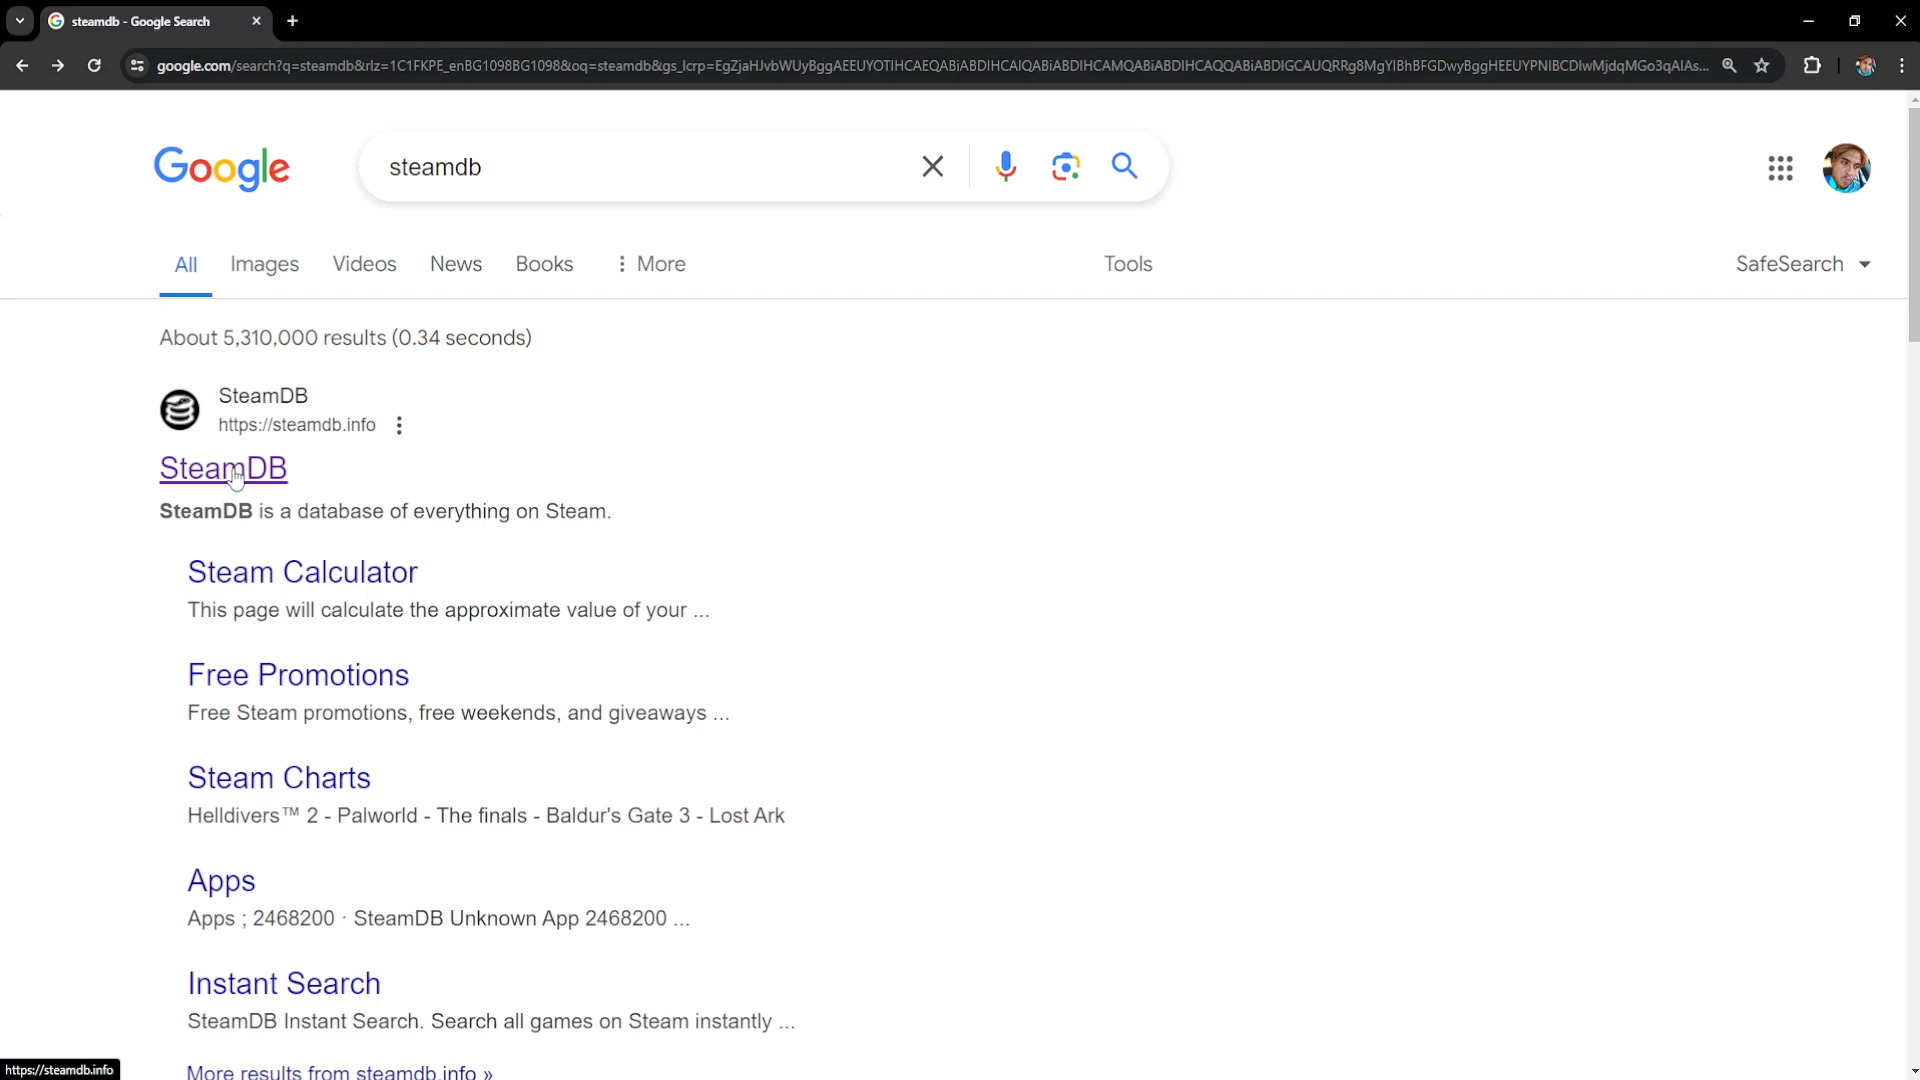 steamdb - Google Search
google.com/search?q=steamdb&rlz=1C1FKPE_enBG1098BG1098&oq=steamdb&gs_lcrp=
Google
steamdb
All
Images
Videos
News
Books
More
Tools
SafeSearch
About 5,310,000 results (0.34 seconds)
SteamDB
https://steamdb.info
SteamDB
SteamDB is a database of everything on Steam.
Steam Calculator
This page will calculate the approximate value of your ...
Free Promotions
Free Steam promotions, free weekends, and giveaways ...
Steam Charts
Helldivers™ 2 - Palworld - The finals - Baldur's Gate 3 - Lost Ark
Apps
Apps ; 2468200 · SteamDB Unknown App 2468200 ...
Instant Search
SteamDB Instant Search. Search all games on Steam instantly ...
More results from steamdb.info »
https://steamdb.info